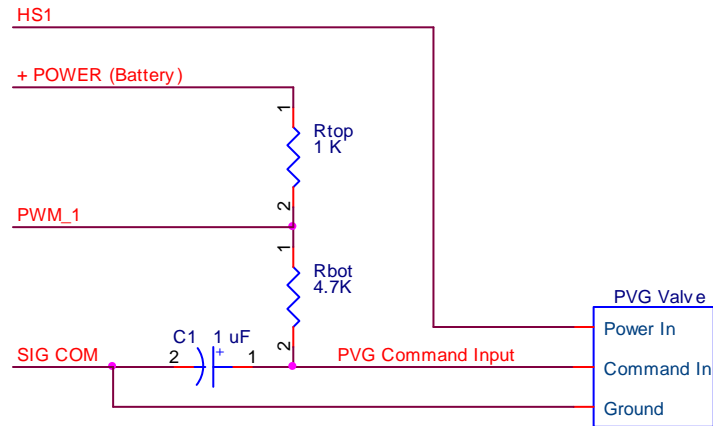 HS1
+ POWER (Battery)
1
Rtop
1 K
2
PWM_1
1
Rbot
4.7K
PVG Valve
Power In
C1 1 uF
2
SIG COM
2 + 1
PVG Command Input
Command In
Ground